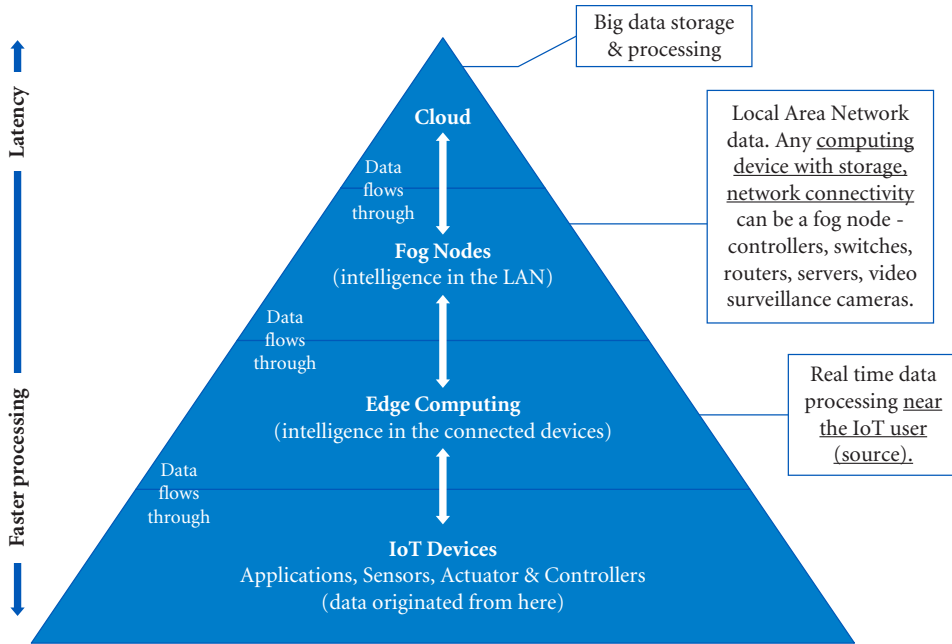 Big data storage
& processing
Latency
Faster processing
Cloud
Data
flows
through
Fog Nodes
(intelligence in the LAN)
Local Area Network
data. Any computing
device with storage,
network connectivity
can be a fog node -
controllers, switches,
routers, servers, video
surveillance cameras.
Data
flows
through
Edge Computing
(intelligence in the connected devices)
Real time data
processing near
the IoT user
(source).
Data
flows
through
IoT Devices
Applications, Sensors, Actuator & Controllers
(data originated from here)